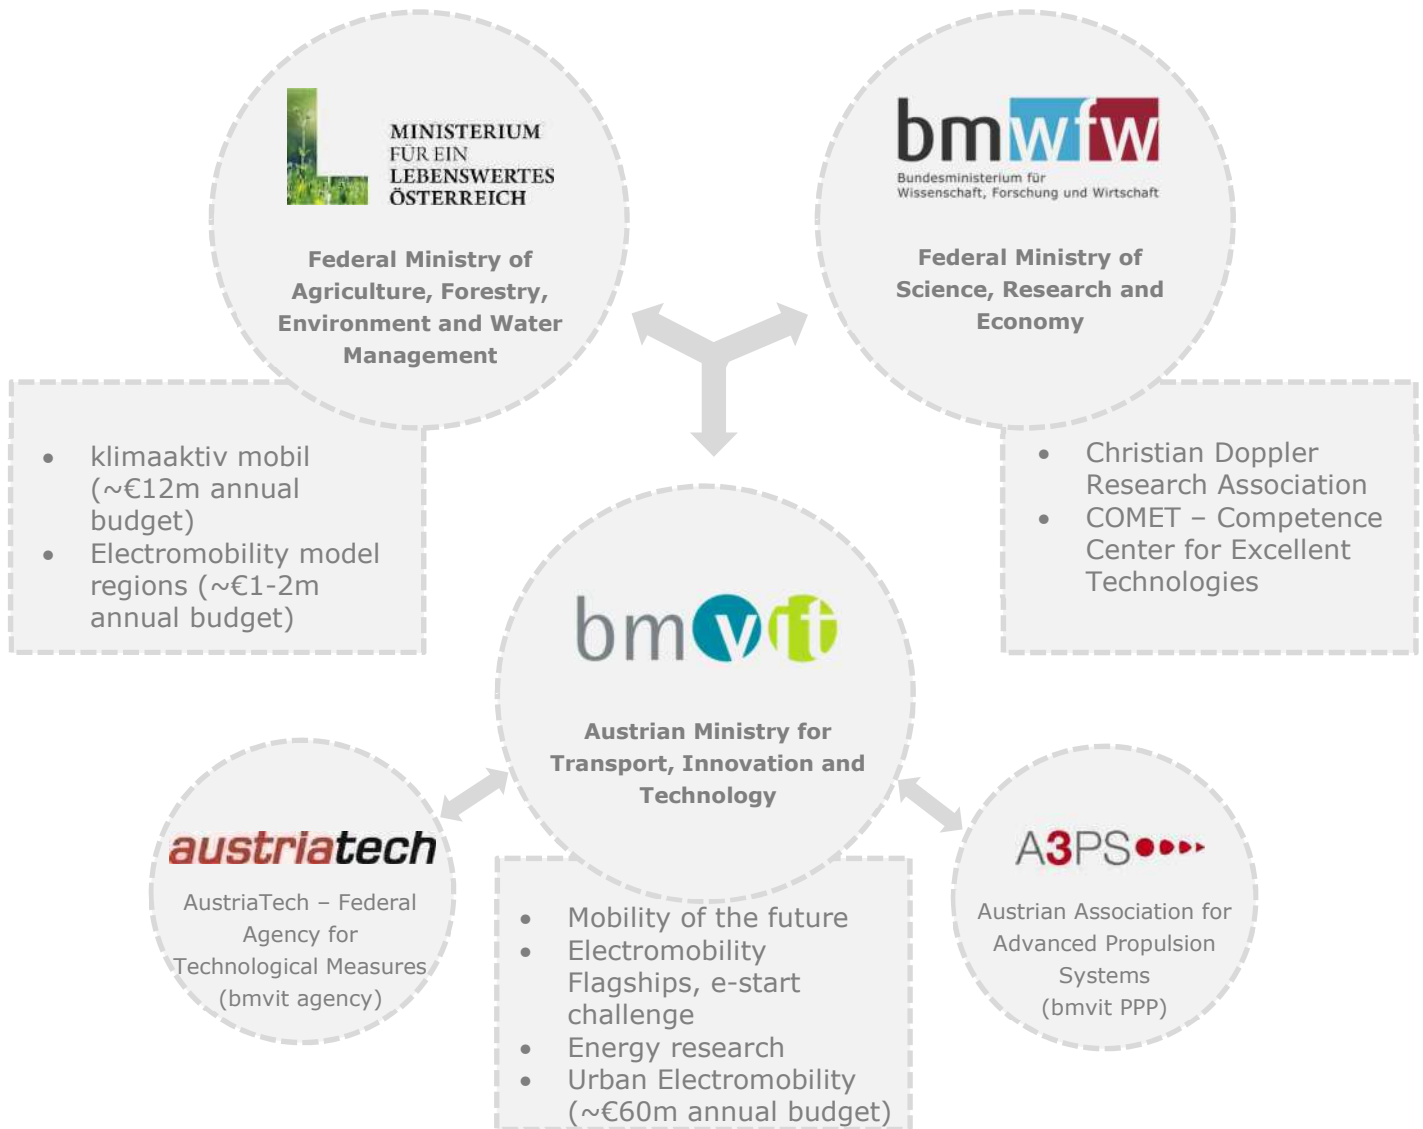 MINISTERIUM
FÜR EIN
LEBENSWERTES
ÖSTERREICH
Federal Ministry of
Agriculture, Forestry,
Environment and Water
Management
bmwfw
Bundesministerium für
Wissenschaft, Forschung und Wirtschaft
Federal Ministry of
Science, Research and
Economy
• klimaaktiv mobil
(~€12m annual
budget)
• Electromobility model
regions (~€1-2m
annual budget)
• Christian Doppler
Research Association
• COMET – Competence
Center for Excellent
Technologies
bmvit
Austrian Ministry for
Transport, Innovation and
Technology
austriatech
AustriaTech – Federal
Agency for
Technological Measures
(bmvit agency)
• Mobility of the future
• Electromobility
Flagships, e-start
challenge
• Energy research
• Urban Electromobility
(~€60m annual budget)
A3PS
Austrian Association for
Advanced Propulsion
Systems
(bmvit PPP)